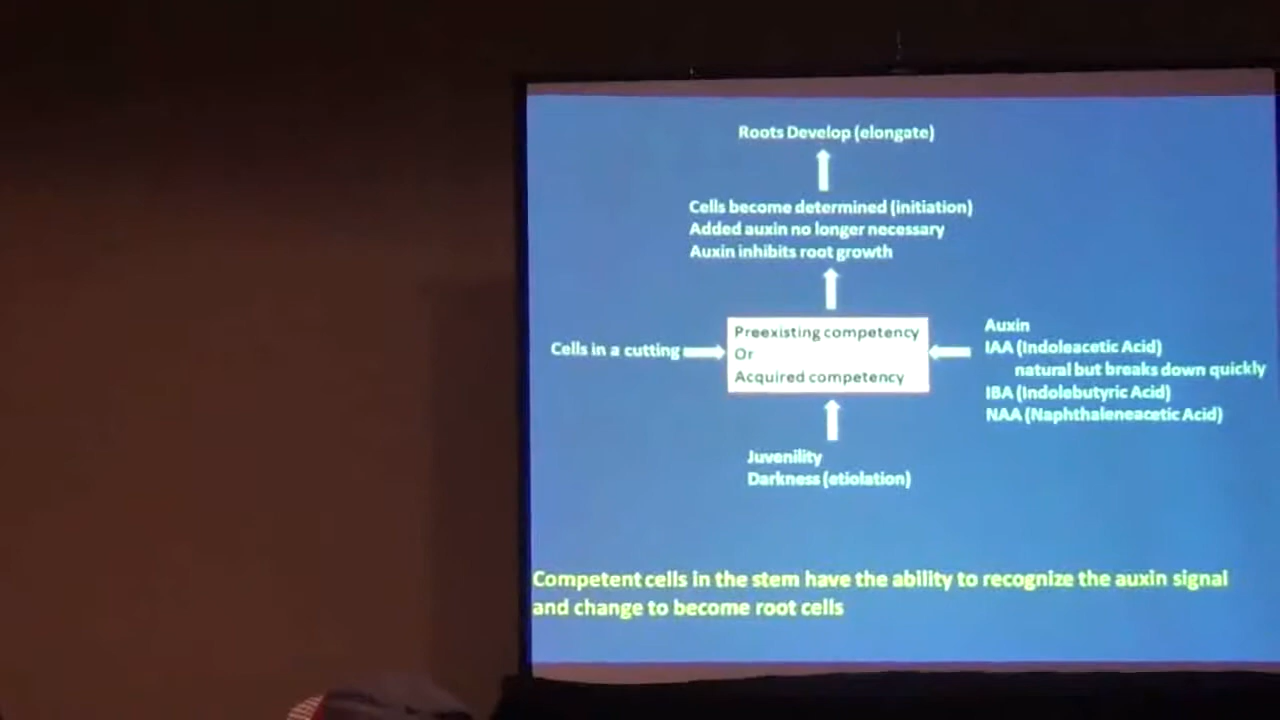 Roots Develop (elongate)
Cells become determined (initiation)
Added auxin no longer necessary
Auxin inhibits root growth
Cells in a cutting
Preexisting competency
Or
Acquired competency
Auxin
IAA (Indoleacetic Acid)
natural but breaks down quickly
IBA (Indolebutyric Acid)
NAA (Naphthaleneacetic Acid)
Juvenility
Darkness (etiolation)
Competent cells in the stem have the ability to recognize the auxin signal
and change to become root cells